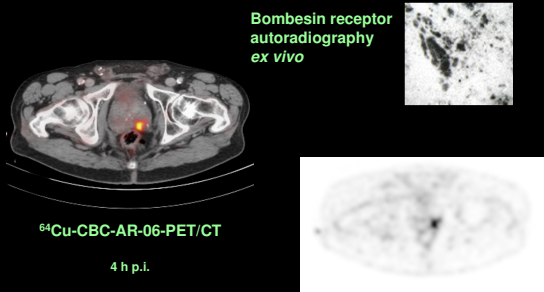 Bombesin receptor
autoradiography
ex vivo
⁶⁴Cu-CBC-AR-06-PET/CT
4 h p.i.